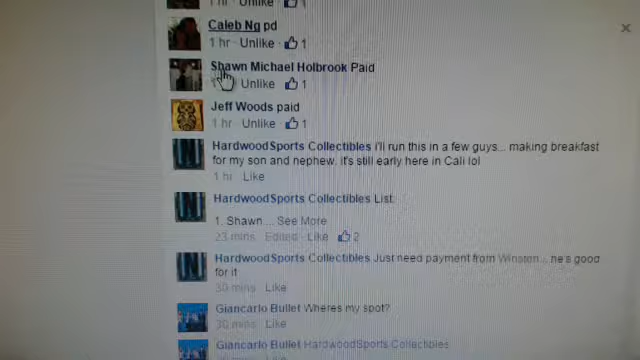 1 hr · Unlike · 1
Caleb Ng pd
1 hr · Unlike · 1
Shawn Michael Holbrook Paid
Unlike · 1
Jeff Woods paid
1 hr · Unlike · 1
HardwoodSports Collectibles i'll run this in a few guys... making breakfast
for my son and nephew. it's still early here in Cali lol
1 hr · Like
HardwoodSports Collectibles List:
1. Shawn.... See More
23 mins · Edited · Like · 2
HardwoodSports Collectibles Just need payment from Winston... he's good
for it
30 mins · Like
Giancarlo Bullet Wheres my spot?
30 mins · Like
Giancarlo Bullet HardwoodSports Collectibles